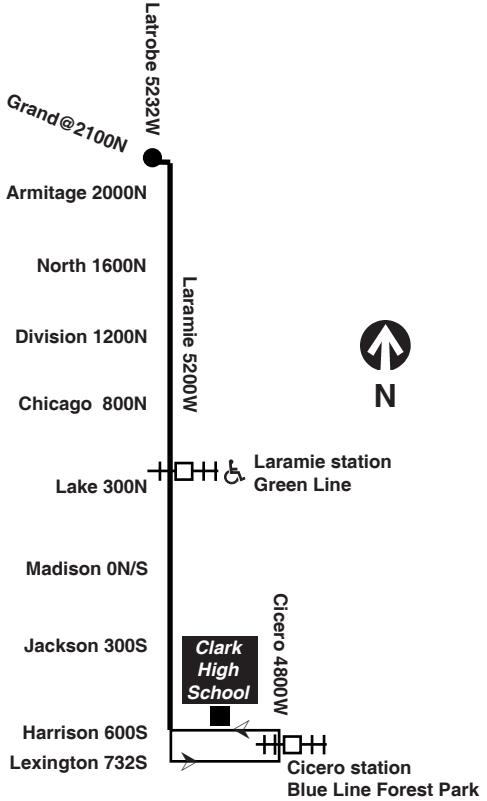 Latrobe 5232W
Grand@2100N
Armitage 2000N
North 1600N
Laramie 5200W
Division 1200N
N
Chicago 800N
Laramie station
Green Line
Lake 300N
Madison 0N/S
Cicero 4800W
Jackson 300S
Clark
High
School
Harrison 600S
Lexington 732S
Cicero station
Blue Line Forest Park